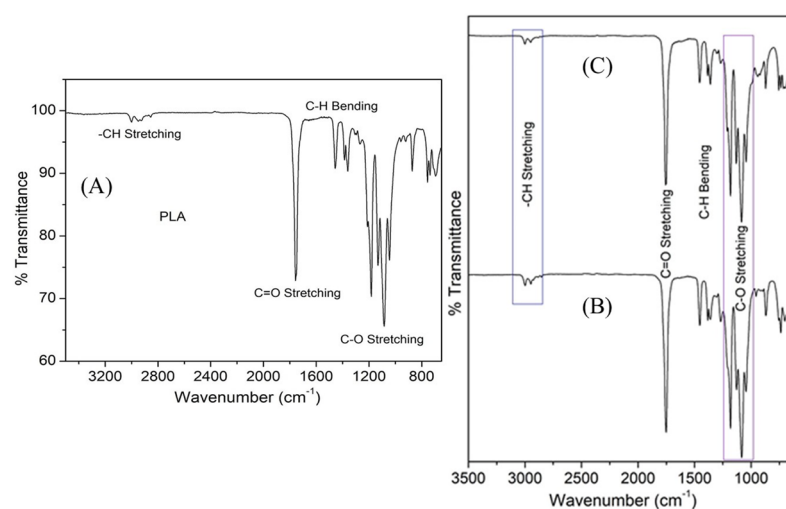 100
90
80
70
60
% Transmittance
C-H Bending
-CH Stretching
(A)
PLA
C=O Stretching
C-O Stretching
3200 2800 2400 2000 1600 1200 800
Wavenumber (cm-1)
(C)
-CH Stretching
C=O Stretching
C-H Bending
C-O Stretching
% Transmittance
(B)
3500 3000 2500 2000 1500 1000
Wavenumber (cm-1)